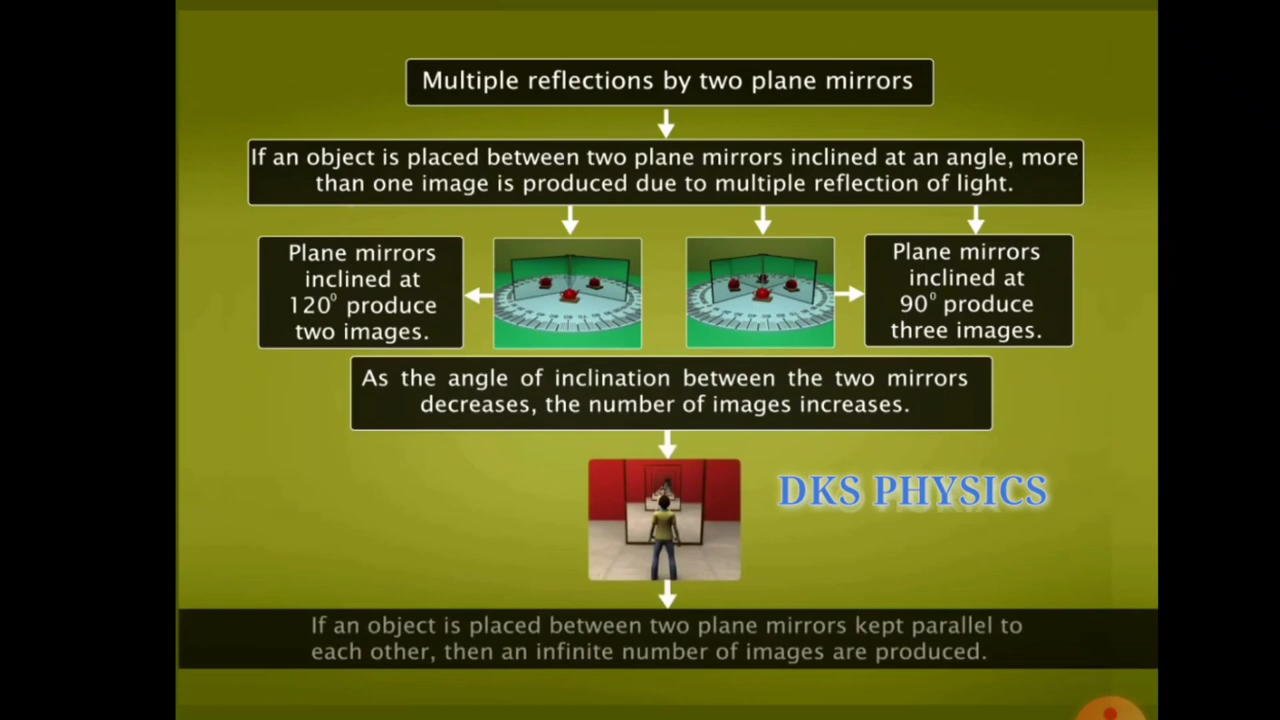 Multiple reflections by two plane mirrors
If an object is placed between two plane mirrors inclined at an angle, more
than one image is produced due to multiple reflection of light.
Plane mirrors
inclined at
120⁰ produce
two images.
Plane mirrors
inclined at
90⁰ produce
three images.
As the angle of inclination between the two mirrors
decreases, the number of images increases.
DKS PHYSICS
If an object is placed between two plane mirrors kept parallel to
each other, then an infinite number of images are produced.